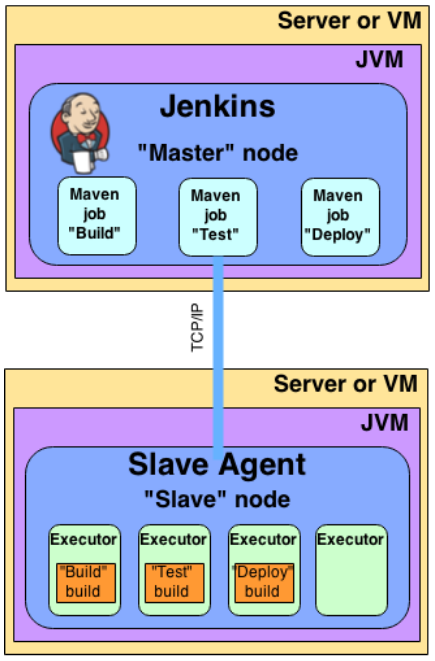 Server or VM
JVM
Jenkins
"Master" node
Maven
job
"Build"
Maven
job
"Test"
Maven
job
"Deploy"
TCP/IP
Server or VM
JVM
Slave Agent
"Slave" node
Executor
"Build"
build
Executor
"Test"
build
Executor
"Deploy"
build
Executor